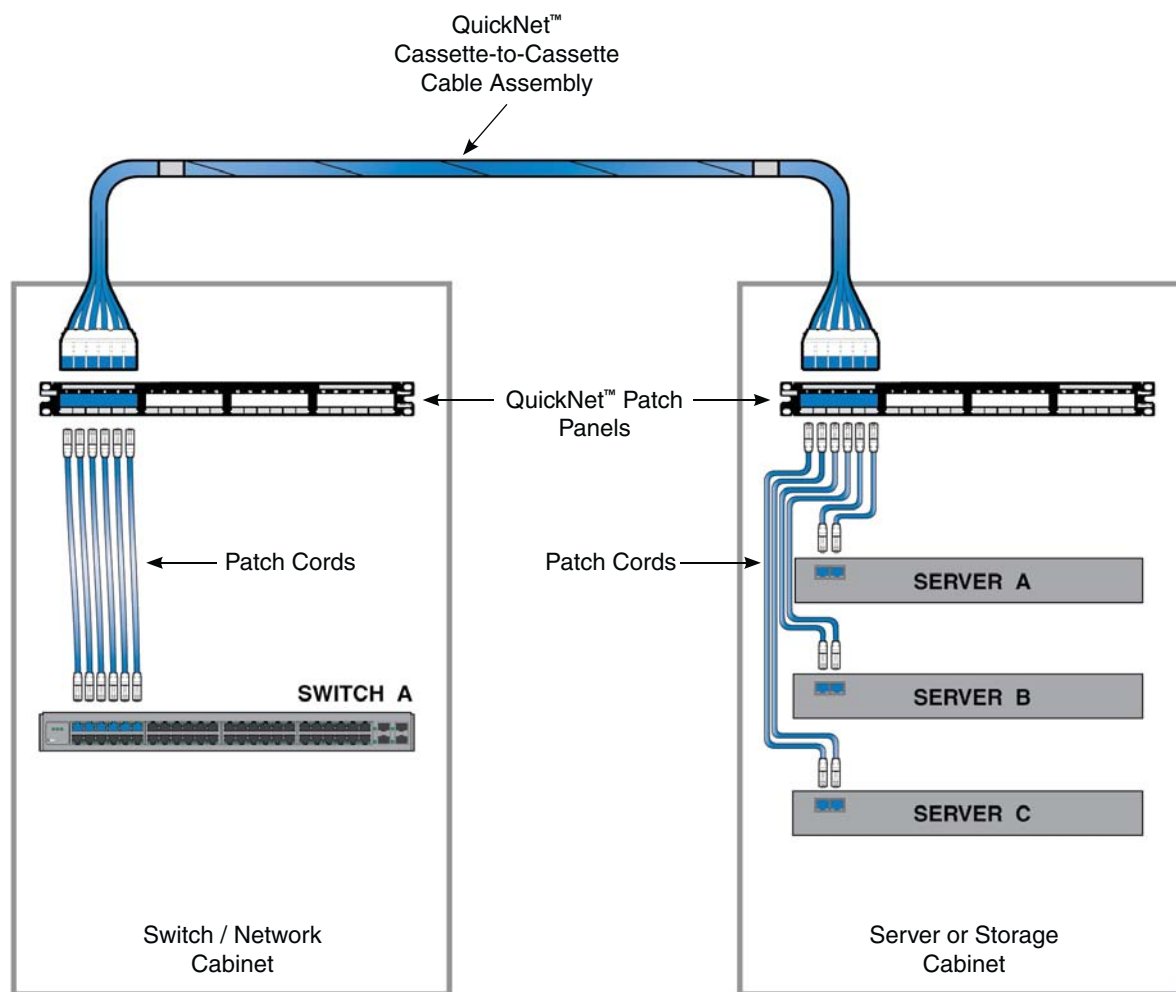 QuickNet™
Cassette-to-Cassette
Cable Assembly
QuickNet™ Patch
Panels
Patch Cords
Patch Cords
SERVER A
SERVER B
SWITCH A
SERVER C
Switch / Network
Cabinet
Server or Storage
Cabinet